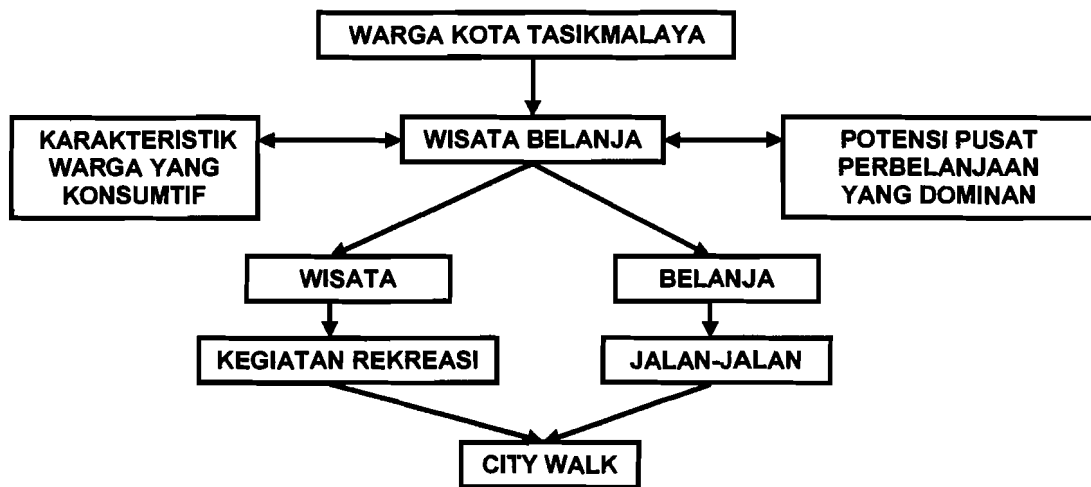 WARGA KOTA TASIKMALAYA
KARAKTERISTIK
WARGA YANG
KONSUMTIF
WISATA BELANJA
POTENSI PUSAT
PERBELANJAAN
YANG DOMINAN
WISATA
BELANJA
KEGIATAN REKREASI
JALAN-JALAN
CITY WALK